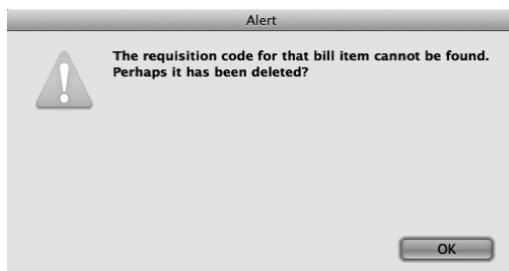 Alert
The requisition code for that bill item cannot be found.
Perhaps it has been deleted?
OK